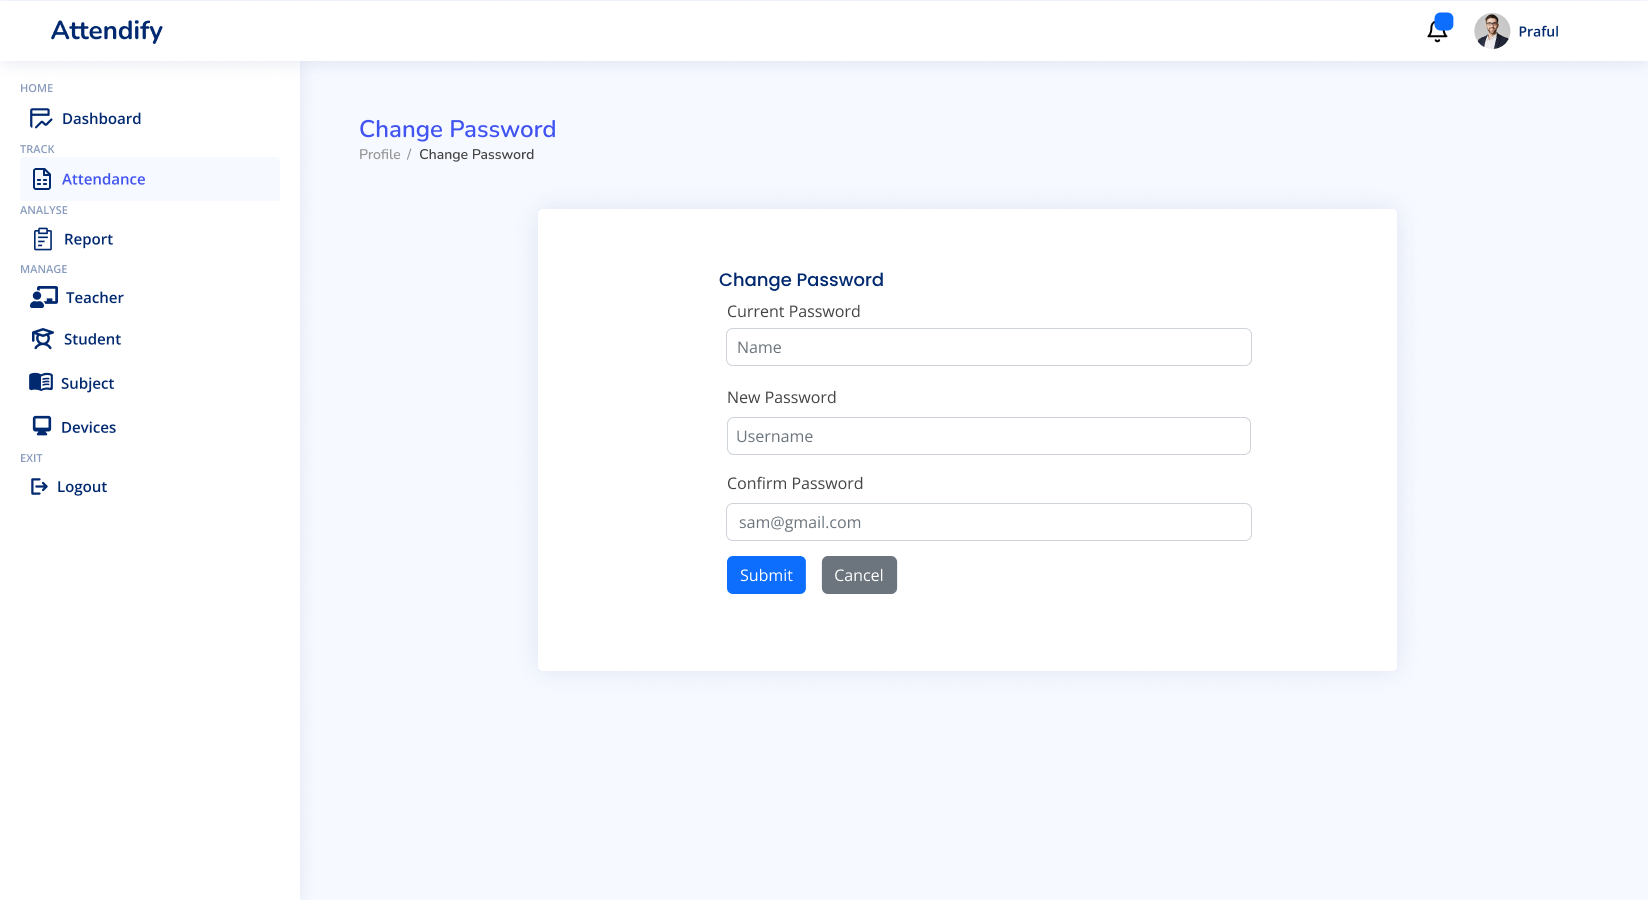 Attendify
Praful
HOME
Dashboard
TRACK
Attendance
ANALYSE
Report
MANAGE
Teacher
Student
Subject
Devices
EXIT
Logout
Change Password
Profile / Change Password
Change Password
Current Password
Name
New Password
Username
Confirm Password
sam@gmail.com
Submit Cancel